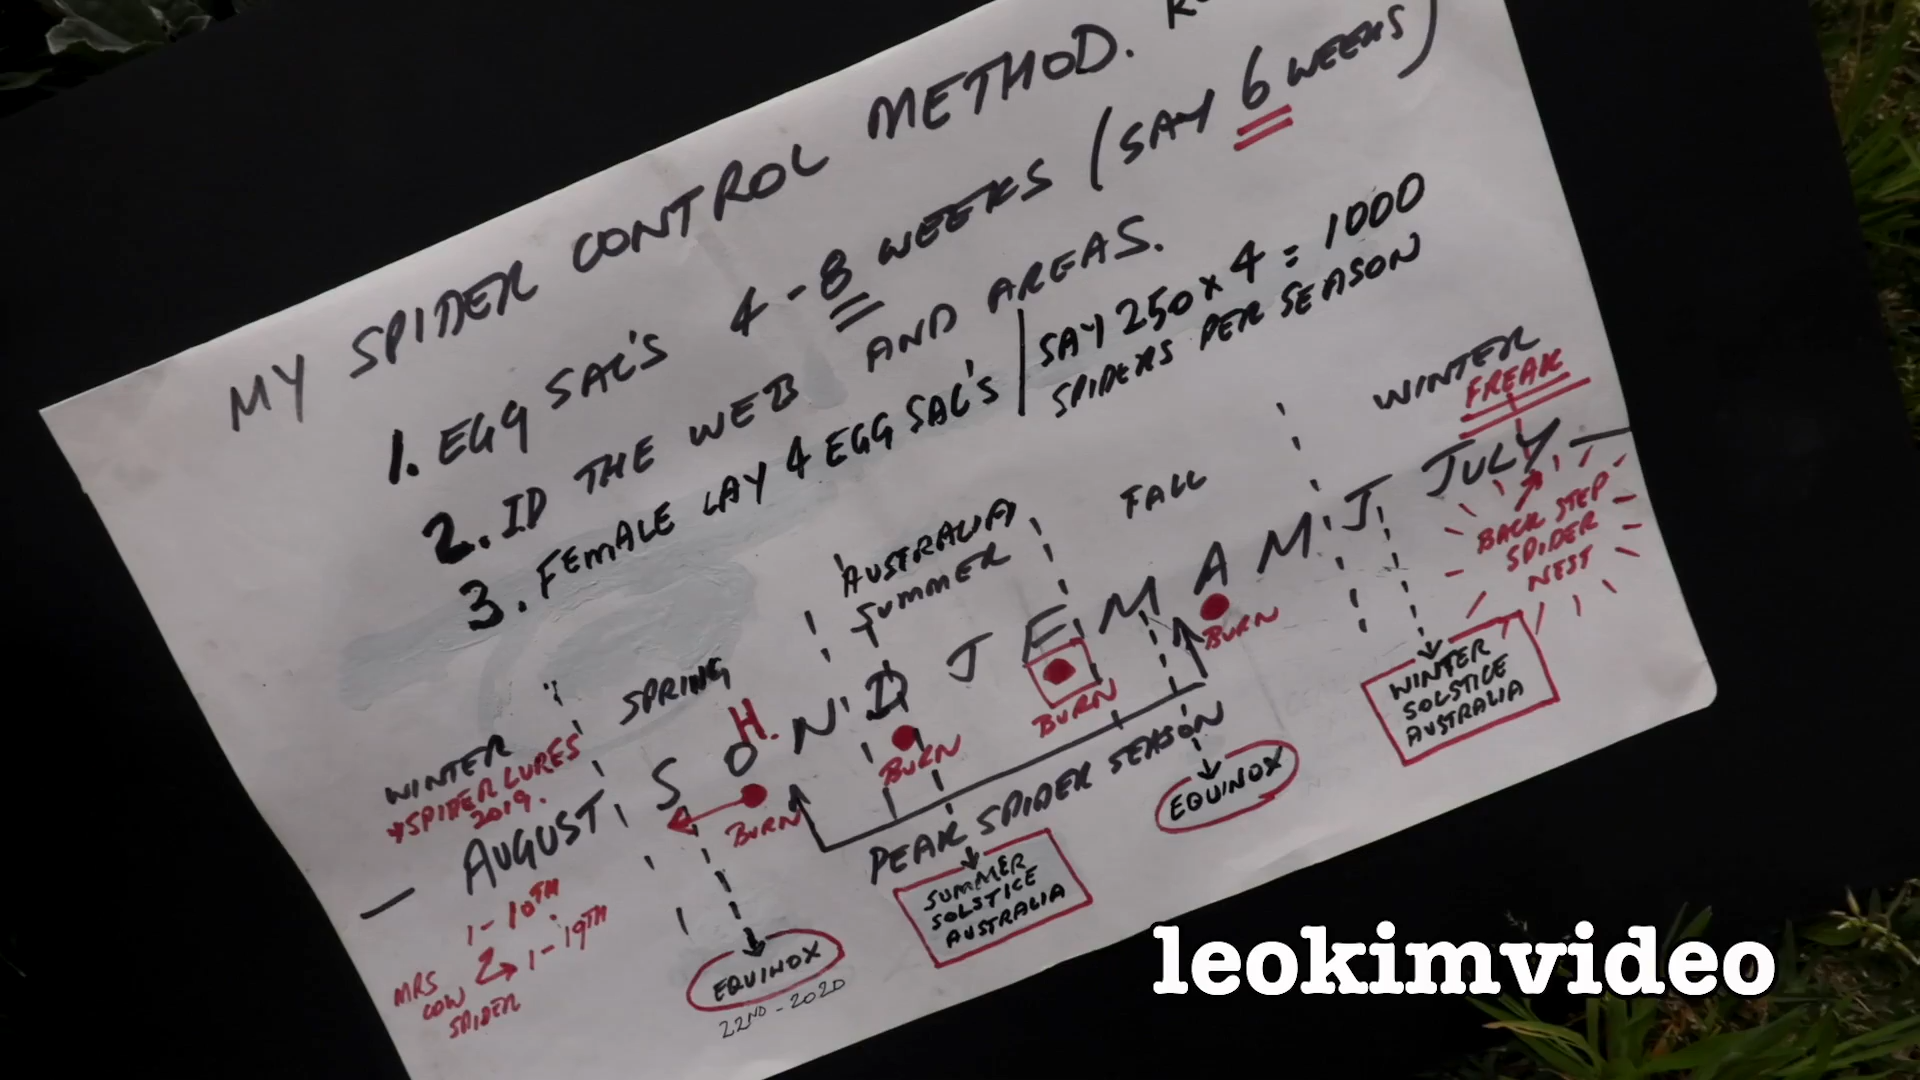 MY SPIDER CONTROL METHOD.
1. EGG SAC'S 4-8 WEEKS (SAY 6 WEEKS)
2. ID THE WEB AND AREAS.
3. FEMALE LAY 4 EGG SAC'S | SAY 250 x 4 = 1000
SPIDERS PER SEASON
WINTER
*SPIDER LURES
2019.
SPRING
AUSTRALIA
SUMMER
FALL
WINTER
FREAK
— AUGUST S O N D J F M A M J JULY —
H.
BURN
BURN
BURN
BURN
BACK STEP
SPIDER
NEST
PEAK SPIDER SEASON
1-10TH
1-19TH
MRS
COW
SPIDER
EQUINOX
22ND-2020
SUMMER
SOLSTICE
AUSTRALIA
EQUINOX
WINTER
SOLSTICE
AUSTRALIA
leokimvideo